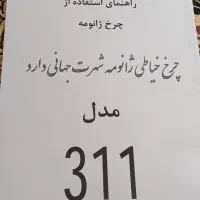 راهنمای استفاده از
چرخ ژانومه
چرخ خیاطی ژانومه شهرت جهانی دارد
مدل
311